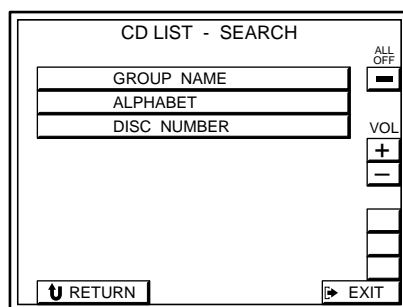 CD LIST - SEARCH
ALL
OFF
GROUP NAME
ALPHABET
DISC NUMBER
VOL
+
−
RETURN
EXIT